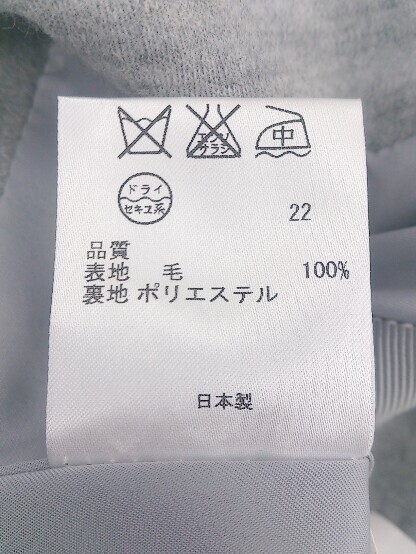 エンソ
サラシ
中
ドライ
セキユ系
22
品質
表地 毛 100%
裏地 ポリエステル
日本製